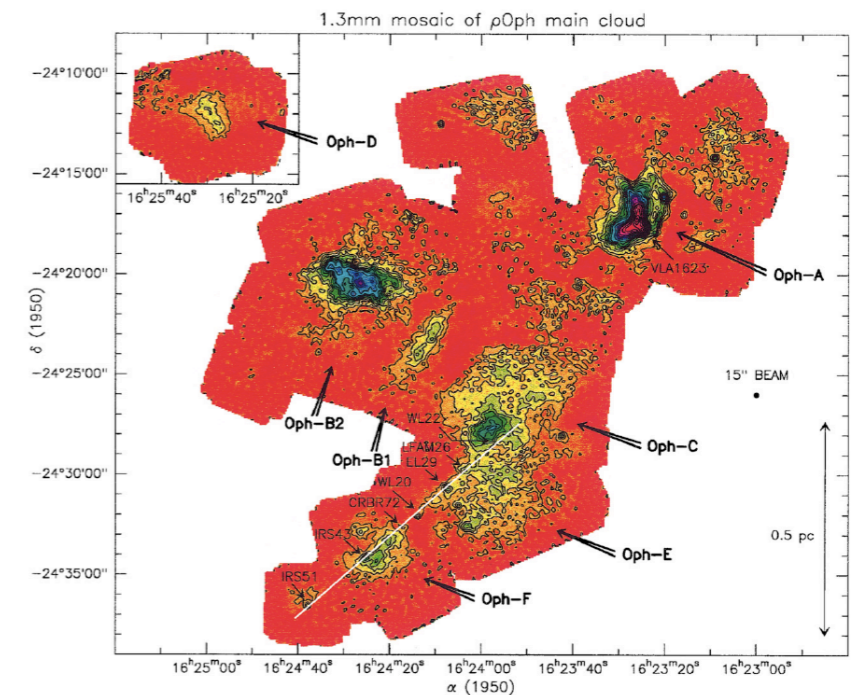 1.3mm mosaic of ρOph main cloud
−24°10'00"
−24°15'00"
−24°20'00"
−24°25'00"
−24°30'00"
−24°35'00"
δ (1950)
Oph-D
16ʰ25ᵐ40ˢ
16ʰ25ᵐ20ˢ
VLA1623
Oph-A
15" BEAM
Oph-B2
Oph-B1
WL22
LFAM26
EL29
WL20
CRBR72
IRS43
IRS51
Oph-C
Oph-E
Oph-F
0.5 pc
16ʰ25ᵐ00ˢ
16ʰ24ᵐ40ˢ
16ʰ24ᵐ20ˢ
16ʰ24ᵐ00ˢ
16ʰ23ᵐ40ˢ
16ʰ23ᵐ20ˢ
16ʰ23ᵐ00ˢ
α (1950)